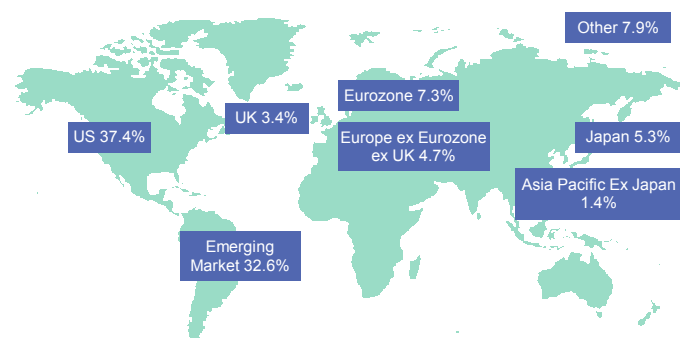 Other 7.9%
Eurozone 7.3%
UK 3.4%
US 37.4%
Europe ex Eurozone
ex UK 4.7%
Japan 5.3%
Asia Pacific Ex Japan
1.4%
Emerging
Market 32.6%